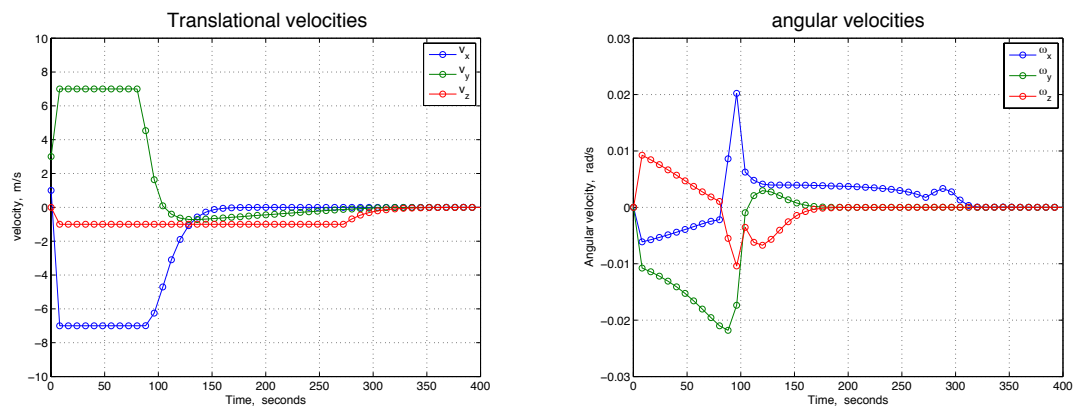 Translational velocities
10
8
6
4
2
0
−2
−4
−6
−8
−10
velocity, m/s
v_x
v_y
v_z
0 50 100 150 200 250 300 350 400
Time, seconds
angular velocities
0.03
0.02
0.01
0
−0.01
−0.02
−0.03
Angular velocity, rad/s
ω_x
ω_y
ω_z
0 50 100 150 200 250 300 350 400
Time, seconds